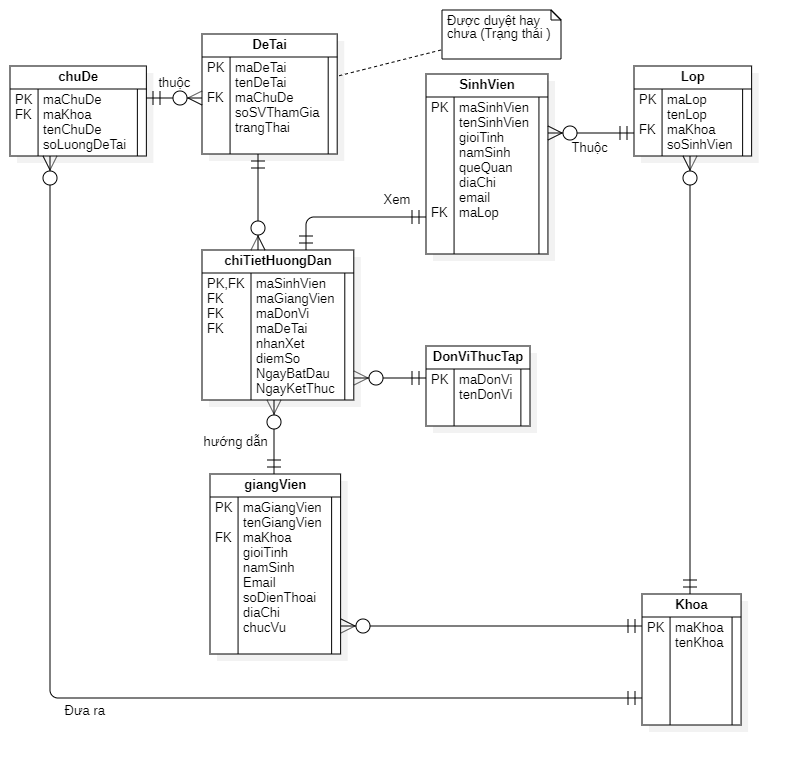 Được duyệt hay
chưa (Trạng thái )
DeTai
PK maDeTai
tenDeTai
FK maChuDe
soSVThamGia
trangThai
chuDe
PK maChuDe
FK maKhoa
tenChuDe
soLuongDeTai
thuộc
SinhVien
PK maSinhVien
tenSinhVien
gioiTinh
namSinh
queQuan
diaChi
email
FK maLop
Lop
PK maLop
tenLop
FK maKhoa
soSinhVien
Thuộc
Xem
chiTietHuongDan
PK,FK maSinhVien
FK maGiangVien
FK maDonVi
FK maDeTai
nhanXet
diemSo
NgayBatDau
NgayKetThuc
DonViThucTap
PK maDonVi
tenDonVi
hướng dẫn
giangVien
PK maGiangVien
tenGiangVien
FK maKhoa
gioiTinh
namSinh
Email
soDienThoai
diaChi
chucVu
Khoa
PK maKhoa
tenKhoa
Đưa ra